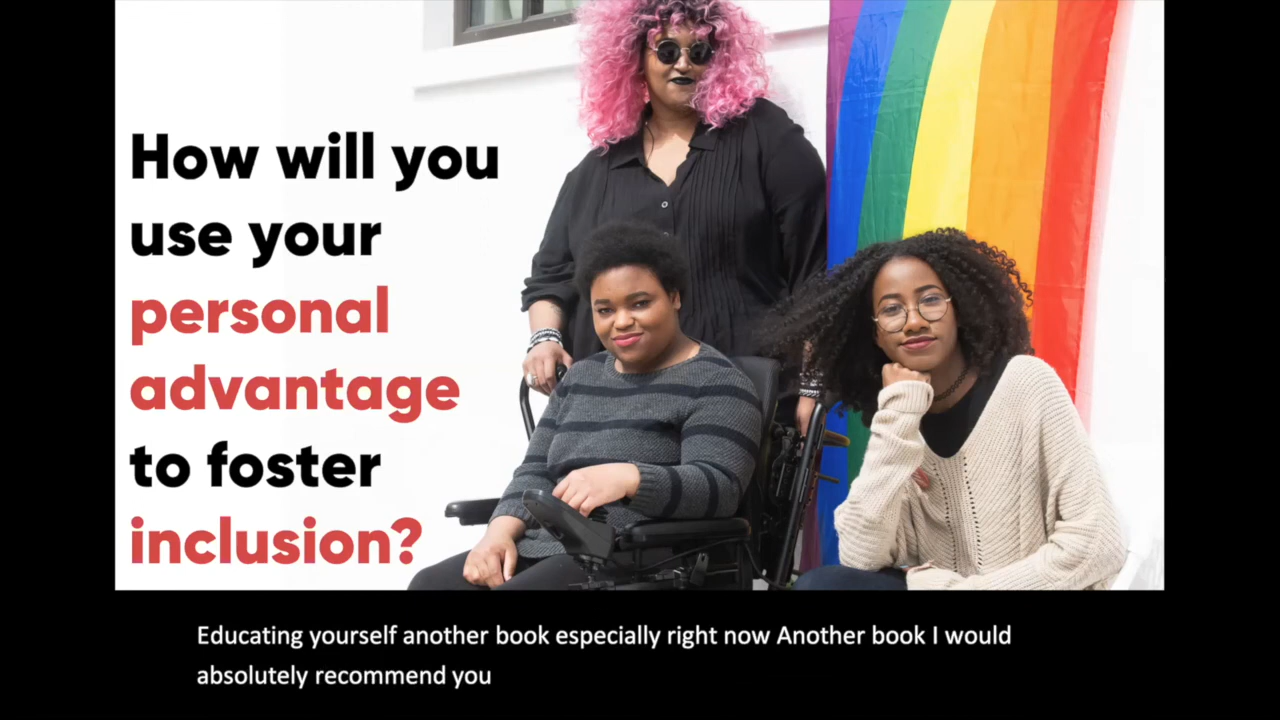 How will you
use your
personal
advantage
to foster
inclusion?
Educating yourself another book especially right now Another book I would
absolutely recommend you